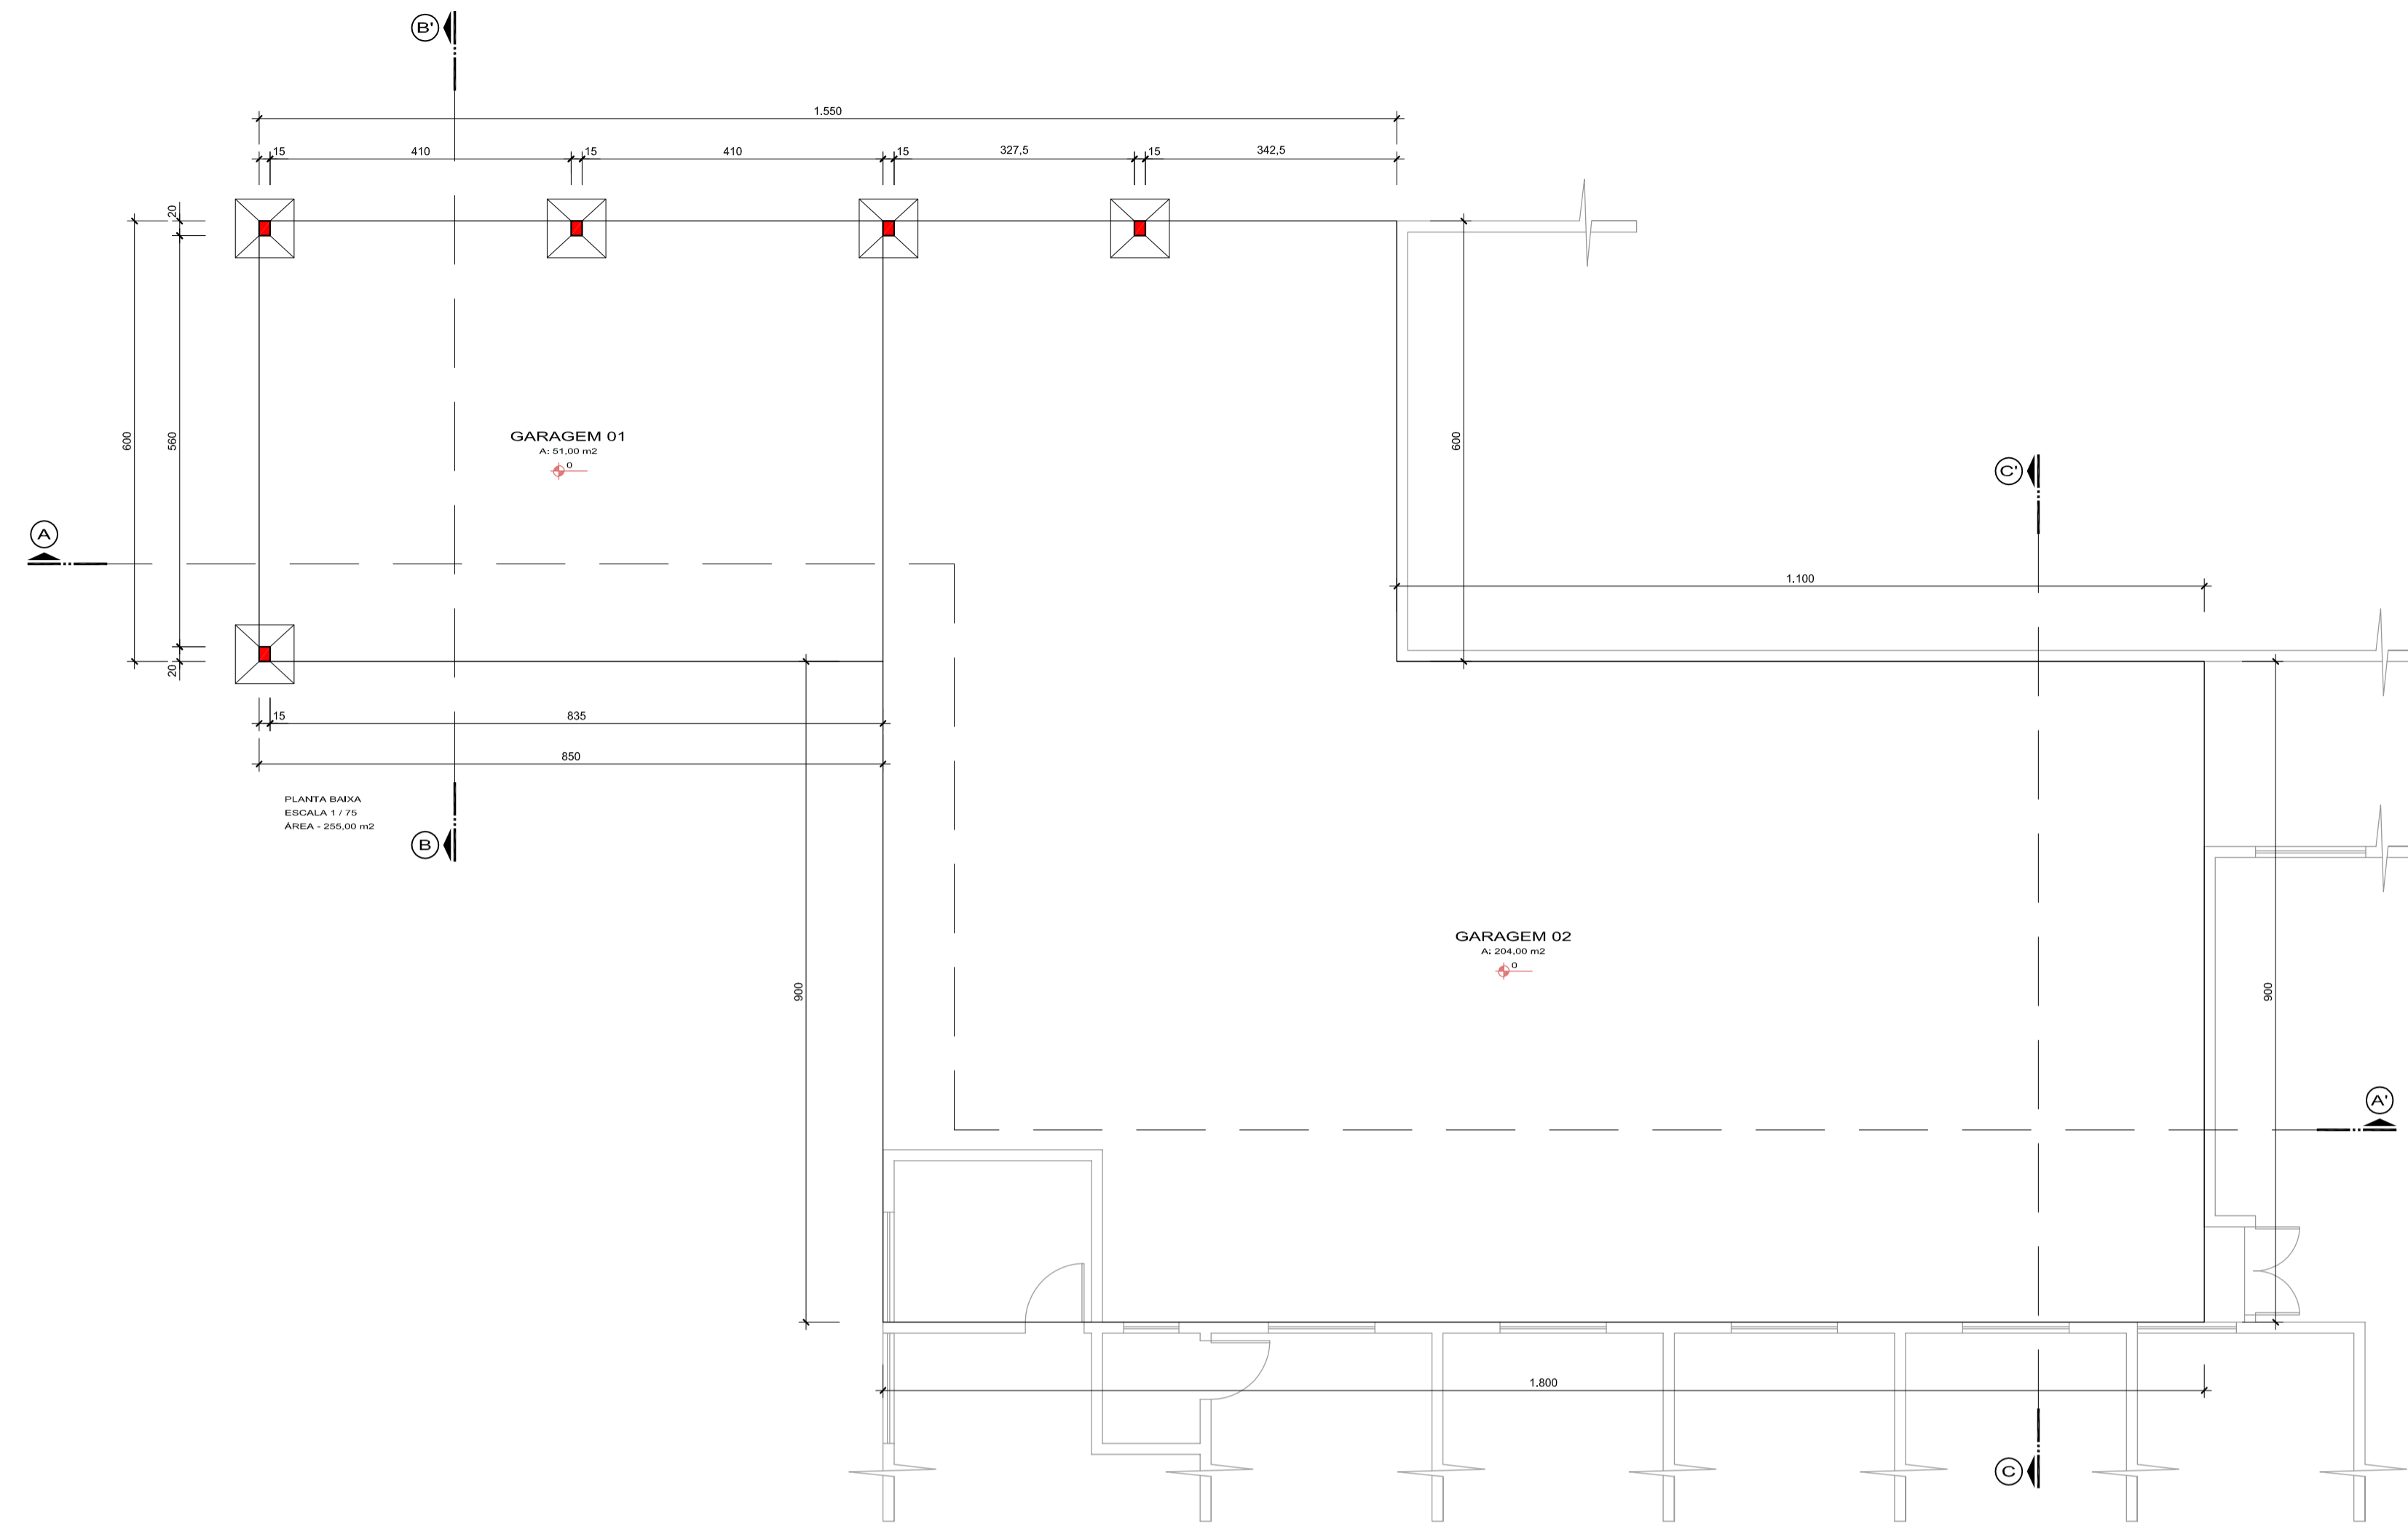 B'
1.550
15
410
15
410
15
327,5
15
342,5
20
600
560
20
GARAGEM 01
A: 51,00 m2
0
600
C'
A
1.100
15
835
850
PLANTA BAIXA
ESCALA 1 / 75
ÁREA - 255,00 m2
B
GARAGEM 02
A: 204,00 m2
0
900
900
A'
1.800
C